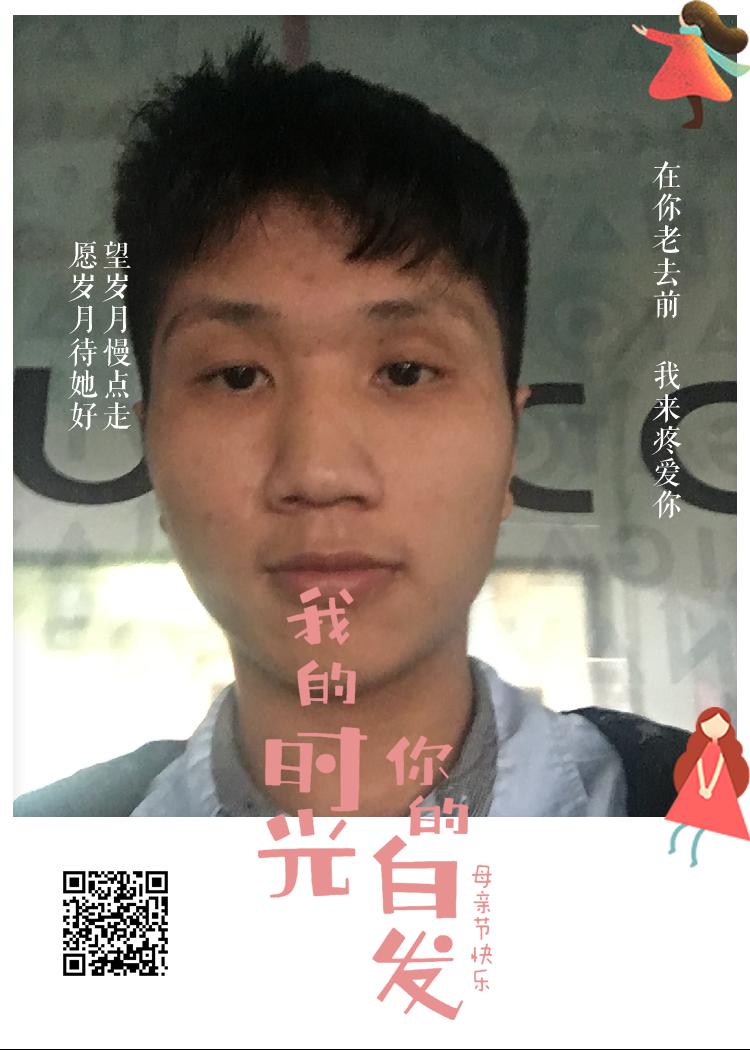 望岁月慢点走
愿岁月待她好
在你老去前 我来疼爱你
我的时光
你的白发
母亲节快乐